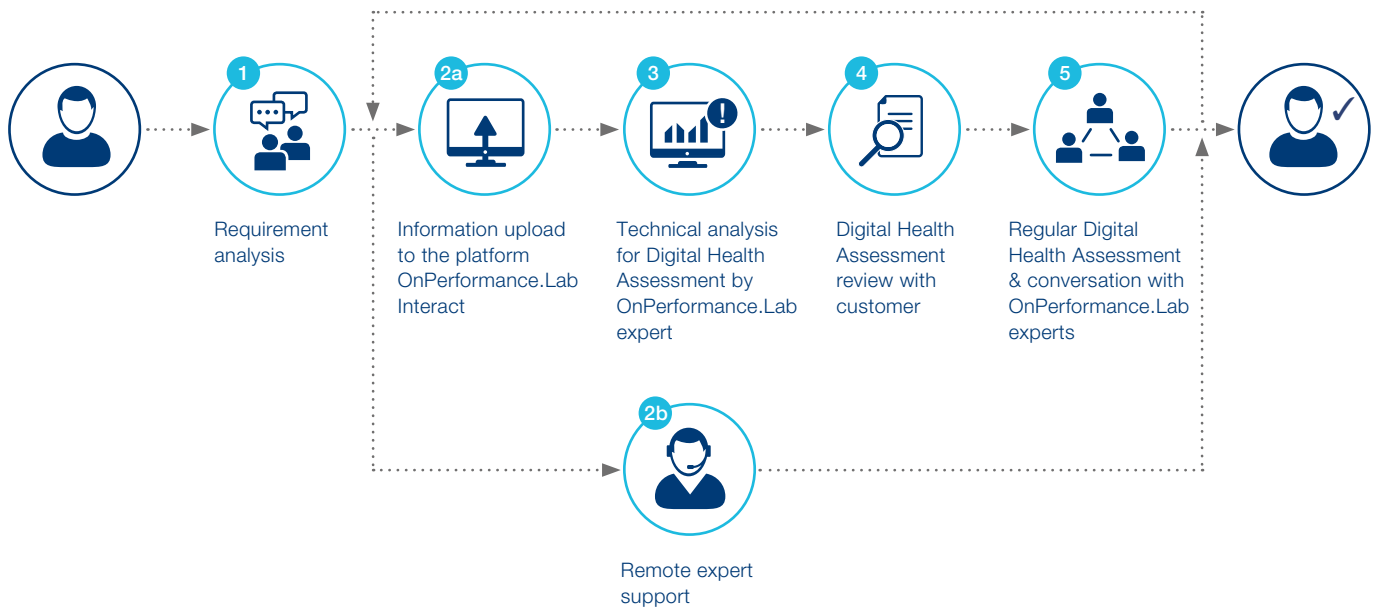 1
Requirement
analysis
2a
Information upload
to the platform
OnPerformance.Lab
Interact
3
!
Technical analysis
for Digital Health
Assessment by
OnPerformance.Lab
expert
4
Digital Health
Assessment
review with
customer
5
Regular Digital
Health Assessment
& conversation with
OnPerformance.Lab
experts
2b
Remote expert
support